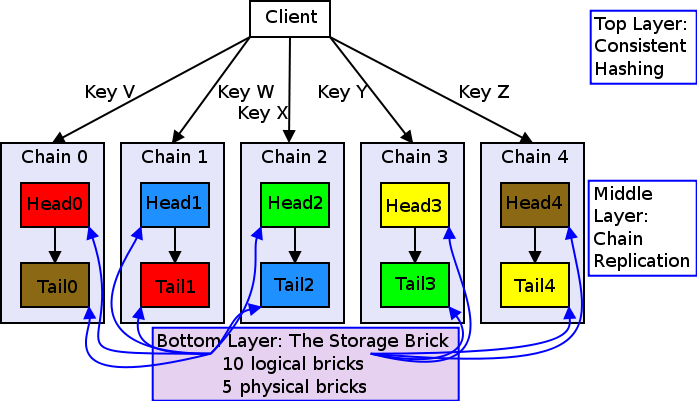 Client
Top Layer:
Consistent
Hashing
Key V
Key W
Key X
Key Y
Key Z
Chain 0
Chain 1
Chain 2
Chain 3
Chain 4
Head0
Head1
Head2
Head3
Head4
Middle
Layer:
Chain
Replication
Tail0
Tail1
Tail2
Tail3
Tail4
Bottom Layer: The Storage Brick
10 logical bricks
5 physical bricks